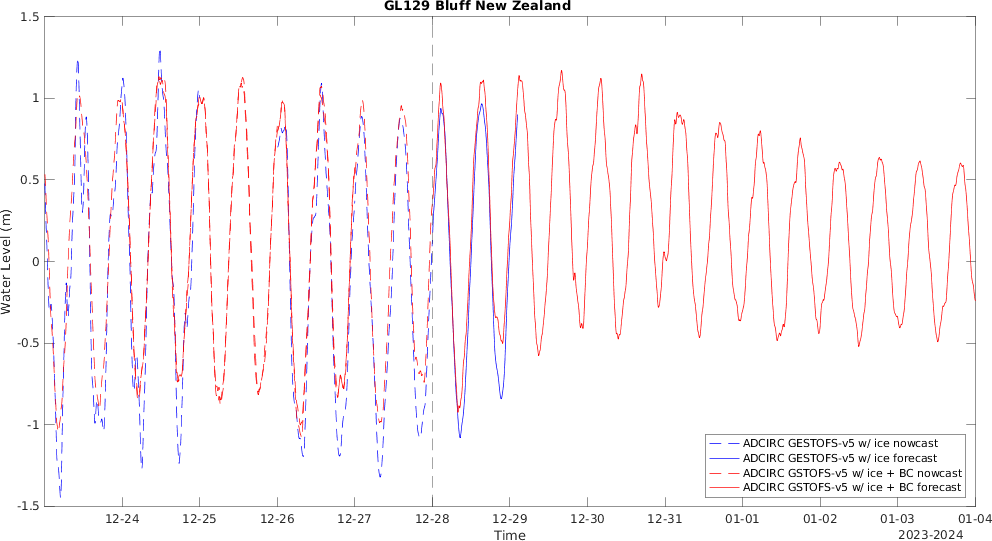 GL129 Bluff New Zealand
1.5
1
0.5
0
-0.5
-1
-1.5
Water Level (m)
12-24
12-25
12-26
12-27
12-28
12-29
12-30
12-31
01-01
01-02
01-03
01-04
Time
2023-2024
ADCIRC GESTOFS-v5 w/ ice nowcast
ADCIRC GESTOFS-v5 w/ ice forecast
ADCIRC GSTOFS-v5 w/ ice + BC nowcast
ADCIRC GSTOFS-v5 w/ ice + BC forecast